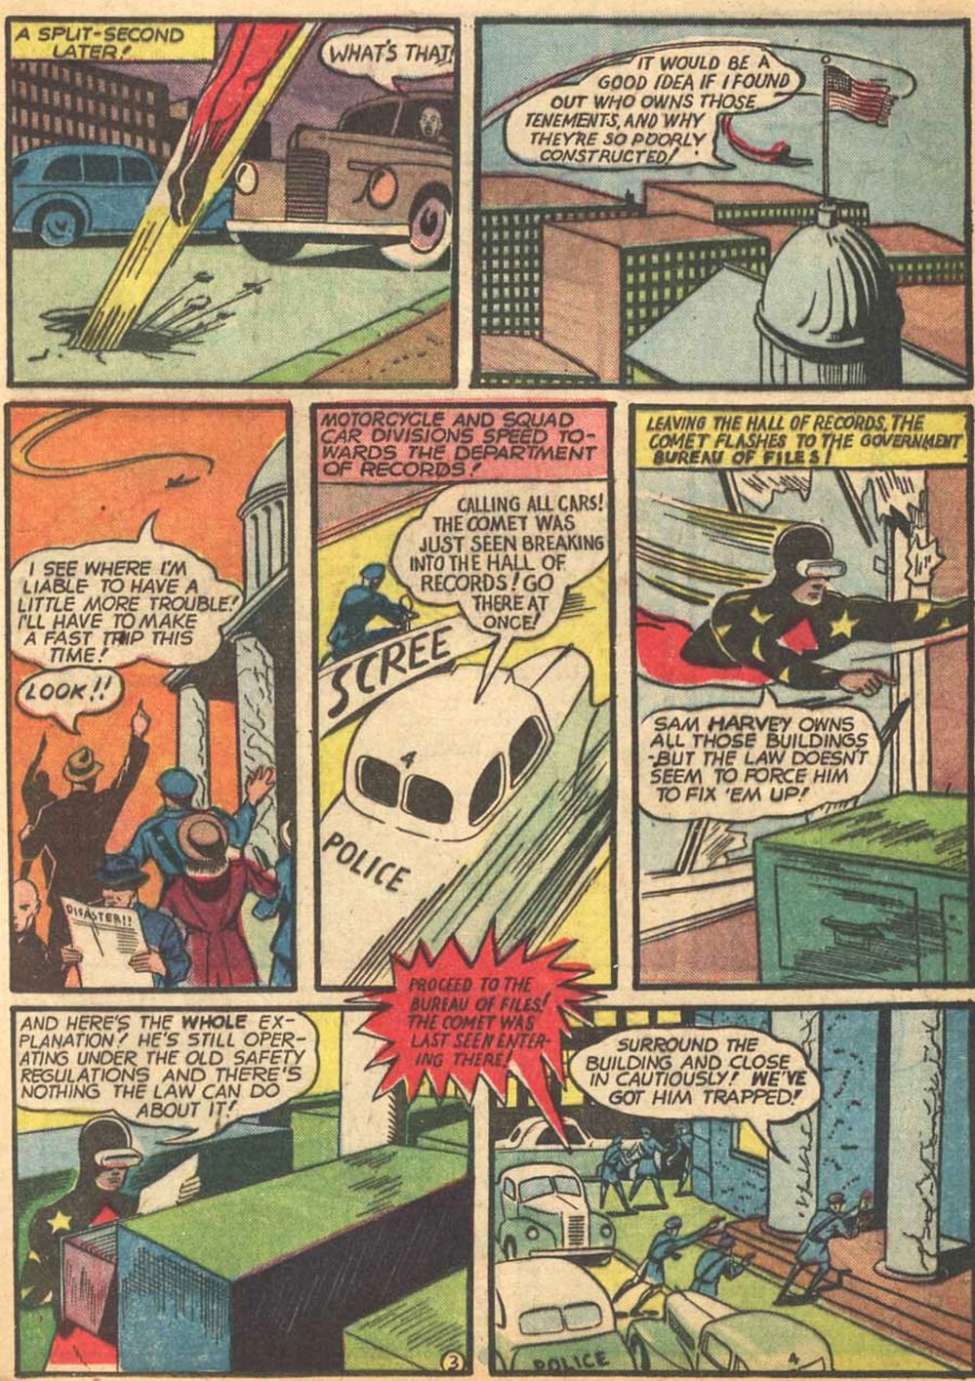 A SPLIT-SECOND
LATER!
WHAT'S THAT!
IT WOULD BE A
GOOD IDEA IF I FOUND
OUT WHO OWNS THOSE
TENEMENTS, AND WHY
THEY'RE SO POORLY
CONSTRUCTED!
I SEE WHERE I'M
LIABLE TO HAVE A
LITTLE MORE TROUBLE!
I'LL HAVE TO MAKE
A FAST TRIP THIS
TIME!
LOOK!!
DISASTER!!
MOTORCYCLE AND SQUAD
CAR DIVISIONS SPEED TO-
WARDS THE DEPARTMENT
OF RECORDS!
CALLING ALL CARS!
THE COMET WAS
JUST SEEN BREAKING
INTO THE HALL OF
RECORDS! GO
THERE AT
ONCE!
SCREE
4
POLICE
LEAVING THE HALL OF RECORDS, THE
COMET FLASHES TO THE GOVERNMENT
BUREAU OF FILES!
SAM HARVEY OWNS
ALL THOSE BUILDINGS
-BUT THE LAW DOESN'T
SEEM TO FORCE HIM
TO FIX 'EM UP!
AND HERE'S THE WHOLE EX-
PLANATION! HE'S STILL OPER-
ATING UNDER THE OLD SAFETY
REGULATIONS AND THERE'S
NOTHING THE LAW CAN DO
ABOUT IT!
3
PROCEED TO THE
BUREAU OF FILES!
THE COMET WAS
LAST SEEN ENTER-
ING THERE!
SURROUND THE
BUILDING AND CLOSE
IN CAUTIOUSLY! WE'VE
GOT HIM TRAPPED!
POLICE
4